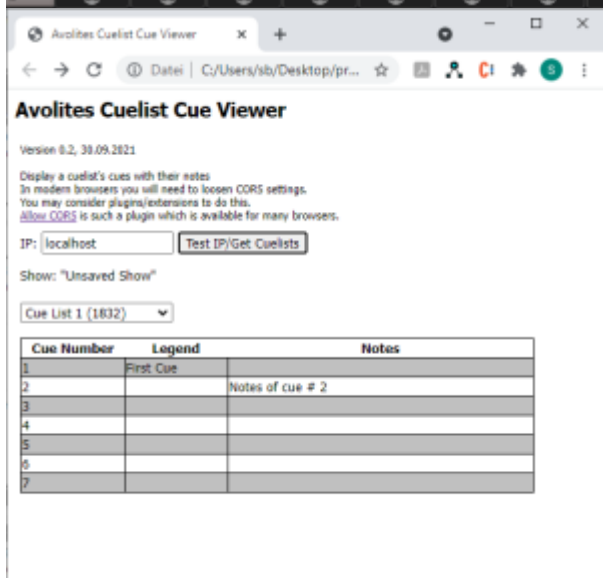 Avolites Cuelist Cue Viewer
Datei | C:/Users/sb/Desktop/pr...
S
Avolites Cuelist Cue Viewer
Version 0.2, 30.09.2021
Display a cuelist's cues with their notes
In modern browsers you will need to loosen CORS settings.
You may consider plugins/extensions to do this.
Allow CORS is such a plugin which is available for many browsers.
IP: localhost Test IP/Get Cuelists
Show: "Unsaved Show"
Cue List 1 (1832)
Cue Number Legend Notes
1 First Cue
2 Notes of cue # 2
3
4
5
6
7